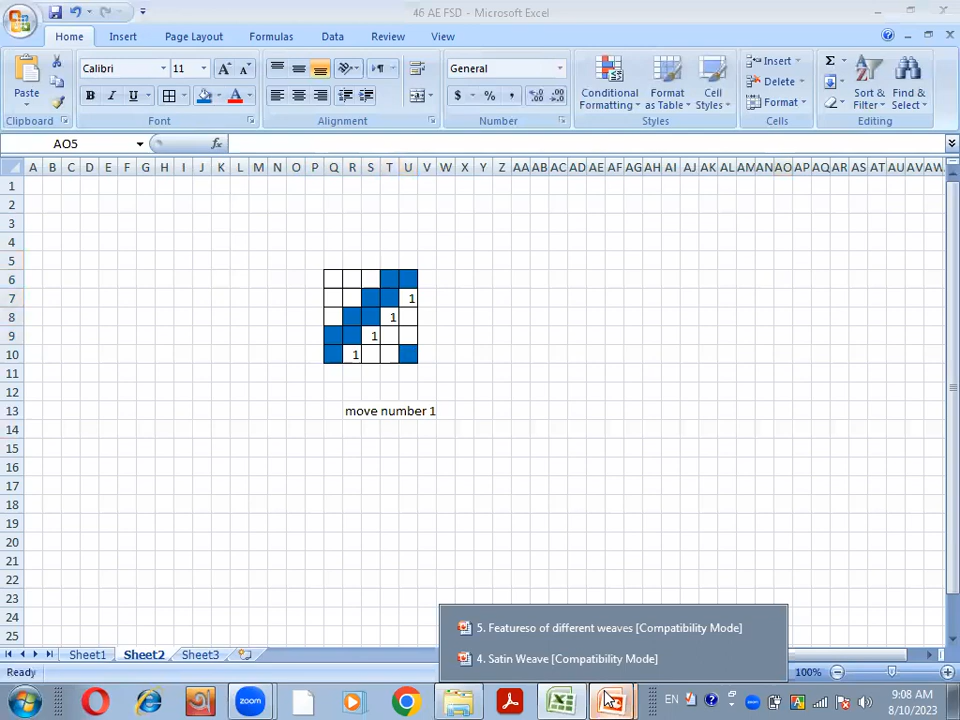 46 AE FSD - Microsoft Excel
Home Insert Page Layout Formulas Data Review View
Calibri 11 General
Paste
Conditional Formatting Format as Table Cell Styles
Insert
Delete
Format
Sort & Filter Find & Select
Clipboard Font Alignment Number Styles Cells Editing
AO5 fx
A B C D E F G H I J K L M N O P Q R S T U V W X Y Z AA AB AC AD AE AF AG AH AI AJ AK AL AM AN AO AP AQ AR AS AT AU AV AW
1
2
3
4
5
6
7 1
8 1
9 1
10 1
11
12
13 move number 1
14
15
16
17
18
19
20
21
22
23
24
25
5. Featureso of different weaves [Compatibility Mode]
4. Satin Weave [Compatibility Mode]
Sheet1 Sheet2 Sheet3
Ready 100%
zoom EN 9:08 AM
8/10/2023